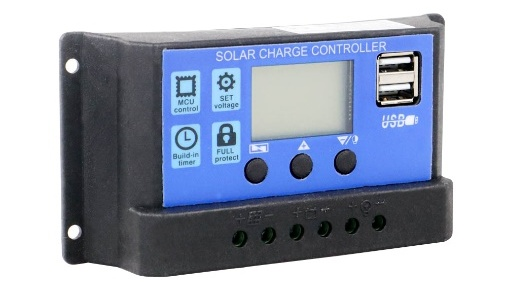 SOLAR CHARGE CONTROLLER
MCU
control
SET
voltage
Build-in
timer
FULL
protect
USB